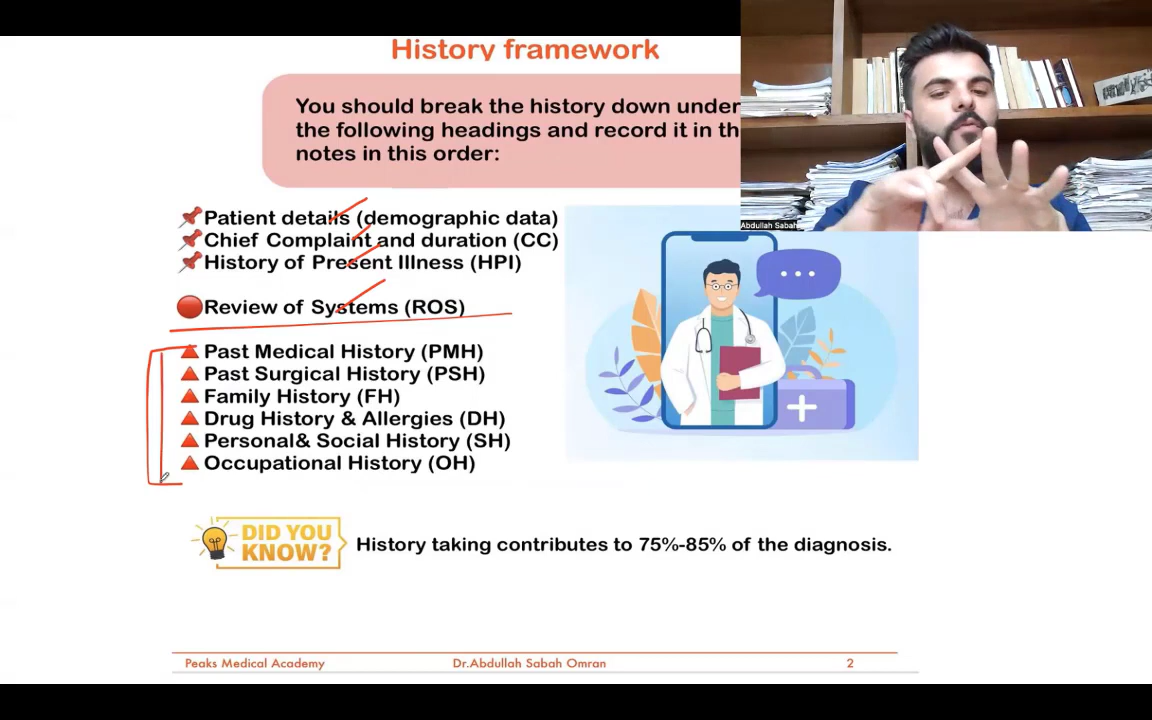 History framework
You should break the history down under
the following headings and record it in th
notes in this order:
Abdullah Sabah
Patient details (demographic data)
Chief Complaint and duration (CC)
History of Present Illness (HPI)
Review of Systems (ROS)
Past Medical History (PMH)
Past Surgical History (PSH)
Family History (FH)
Drug History & Allergies (DH)
Personal& Social History (SH)
Occupational History (OH)
DID YOU
KNOW?
History taking contributes to 75%-85% of the diagnosis.
Peaks Medical Academy
Dr.Abdullah Sabah Omran
2